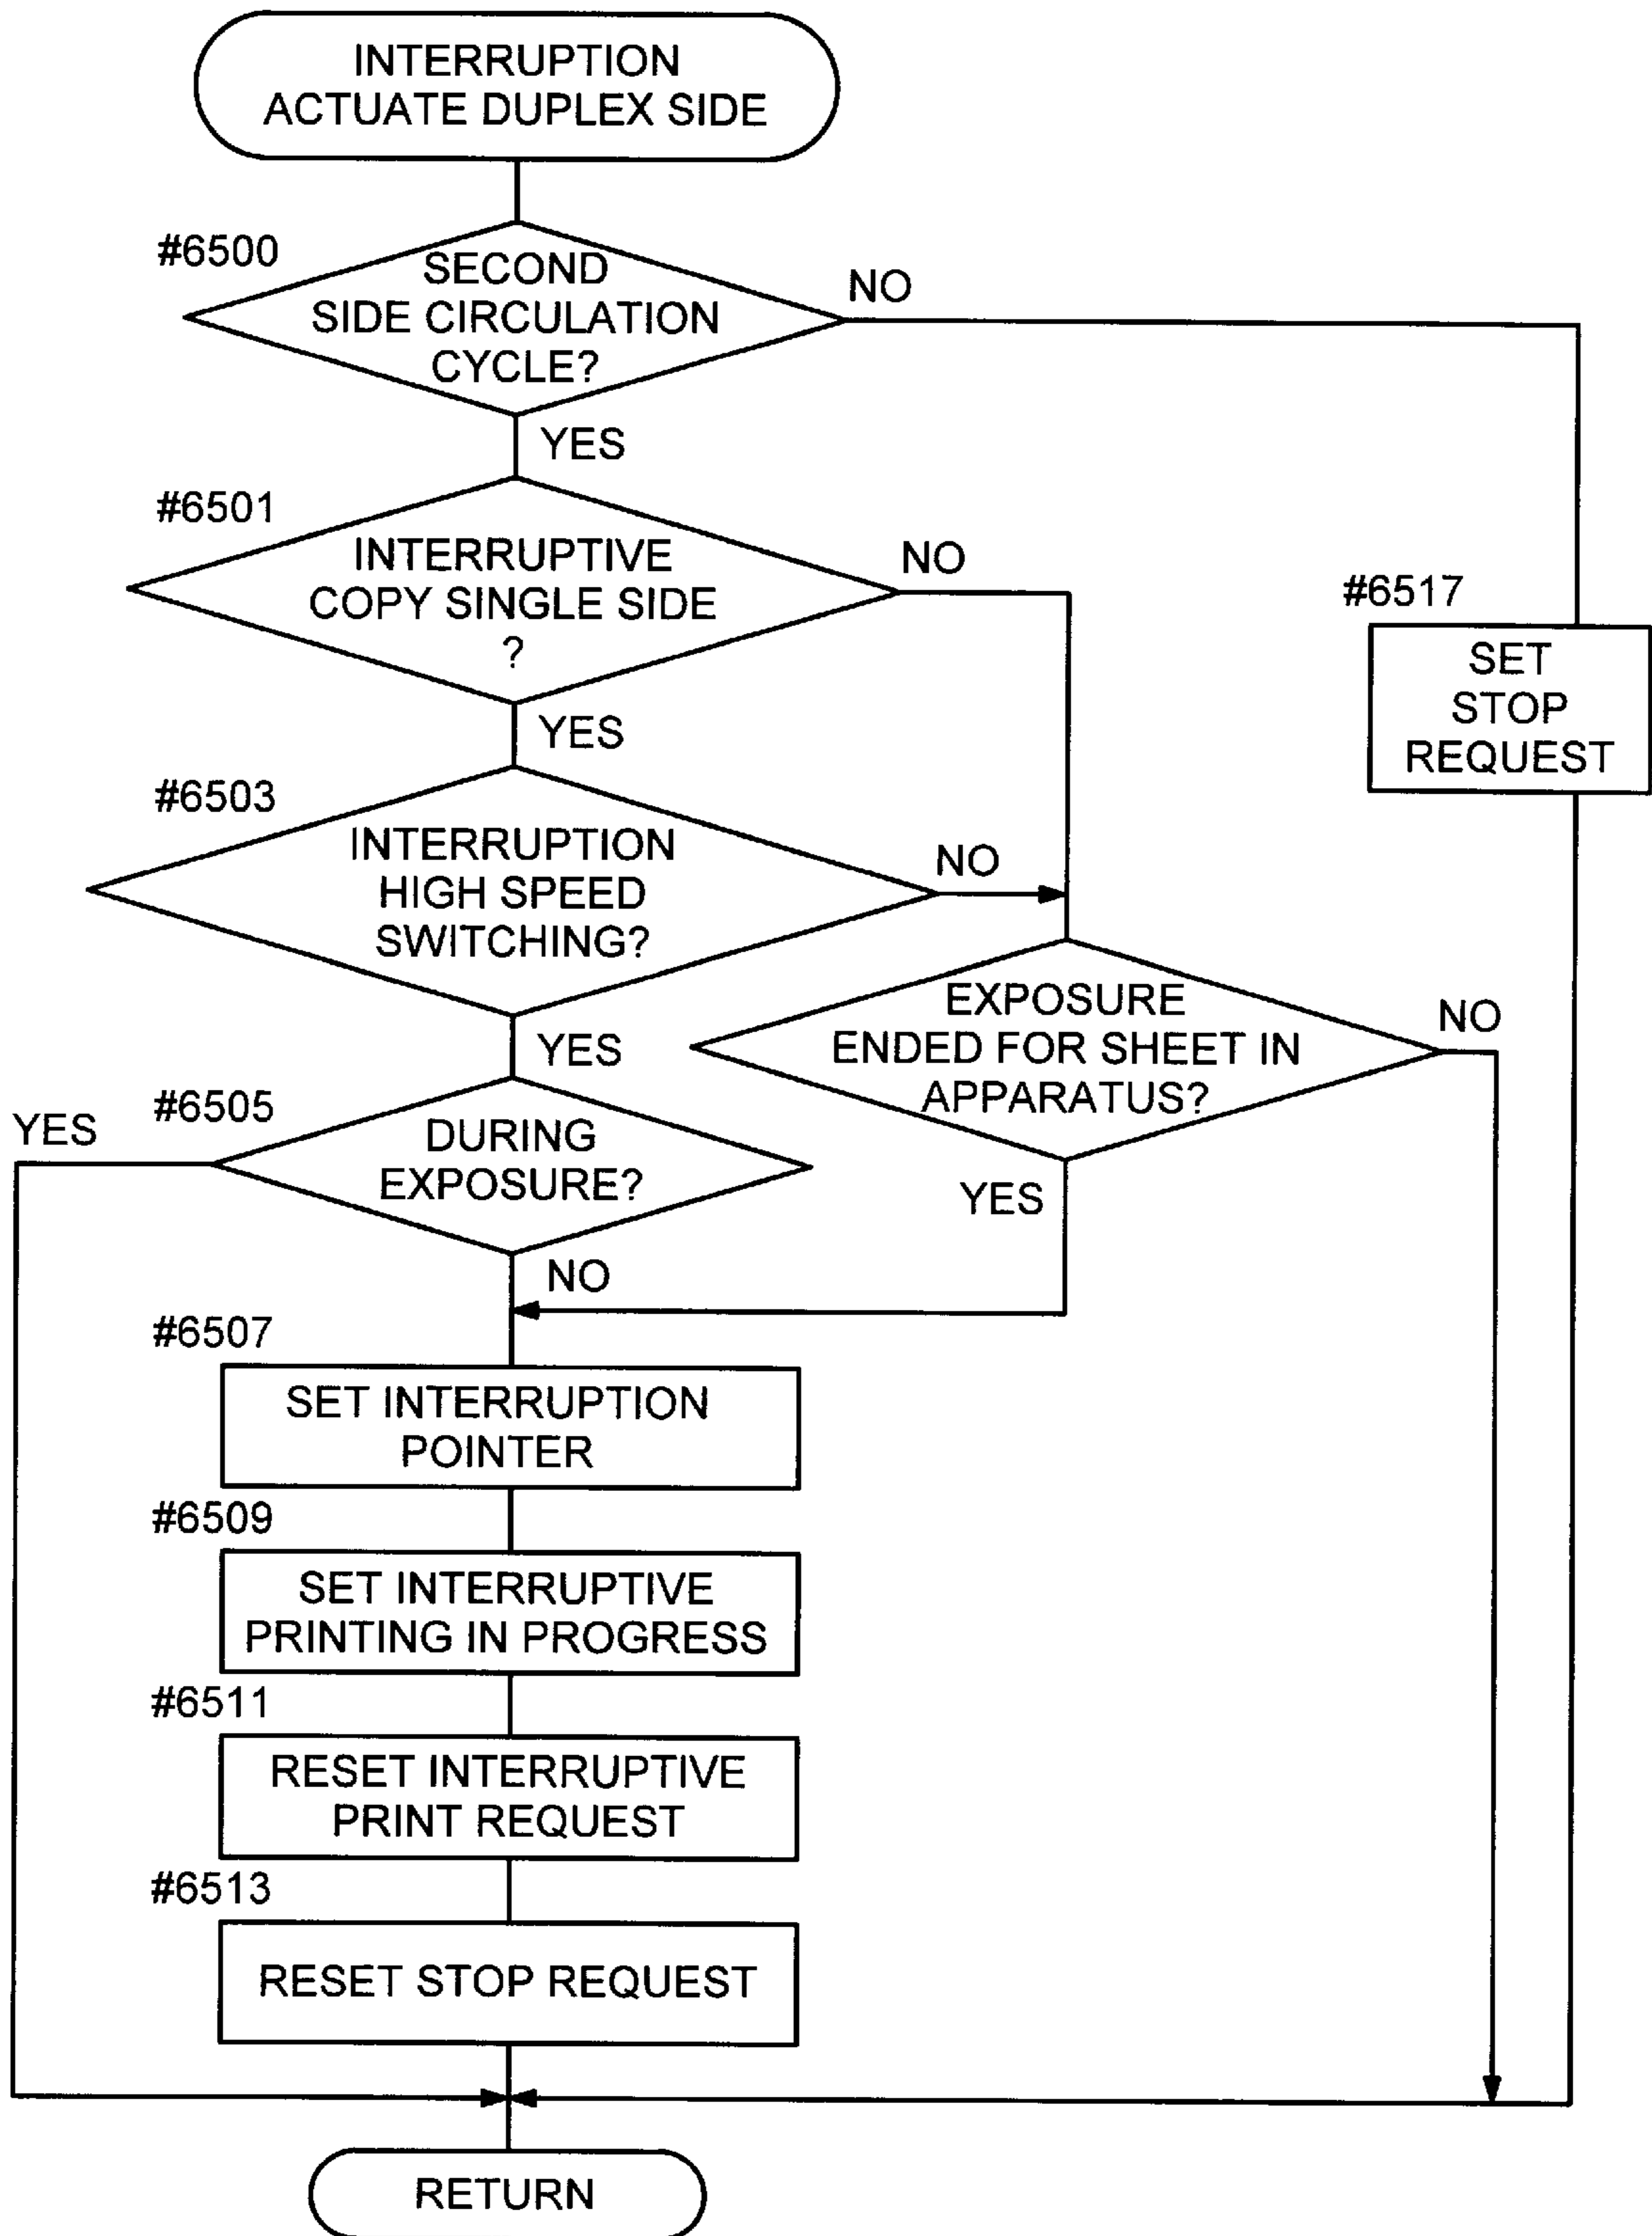 INTERRUPTION
ACTUATE DUPLEX SIDE
#6500
SECOND
SIDE CIRCULATION
CYCLE?
NO
YES
#6501
INTERRUPTIVE
COPY SINGLE SIDE
?
NO
YES
#6517
SET
STOP
REQUEST
#6503
INTERRUPTION
HIGH SPEED
SWITCHING?
NO
YES
EXPOSURE
ENDED FOR SHEET IN
APPARATUS?
NO
YES
#6505
YES
DURING
EXPOSURE?
NO
#6507
SET INTERRUPTION
POINTER
#6509
SET INTERRUPTIVE
PRINTING IN PROGRESS
#6511
RESET INTERRUPTIVE
PRINT REQUEST
#6513
RESET STOP REQUEST
RETURN